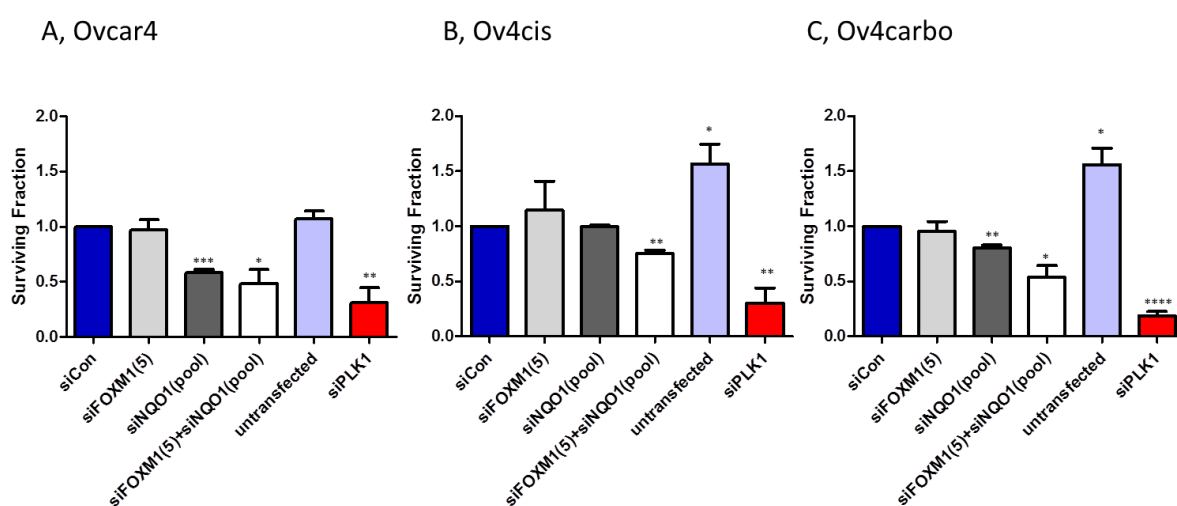 A, Ovcar4
B, Ov4cis
C, Ov4carbo
Surviving Fraction
2.0
1.5
1.0
0.5
0.0
***
*
**
siCon
siFOXM1(5)
siNQO1(pool)
siFOXM1(5)+siNQO1(pool)
untransfected
siPLK1
Surviving Fraction
2.0
1.5
1.0
0.5
0.0
**
*
**
siCon
siFOXM1(5)
siNQO1(pool)
siFOXM1(5)+siNQO1(pool)
untransfected
siPLK1
Surviving Fraction
2.0
1.5
1.0
0.5
0.0
**
*
*
****
siCon
siFOXM1(5)
siNQO1(pool)
siFOXM1(5)+siNQO1(pool)
untransfected
siPLK1